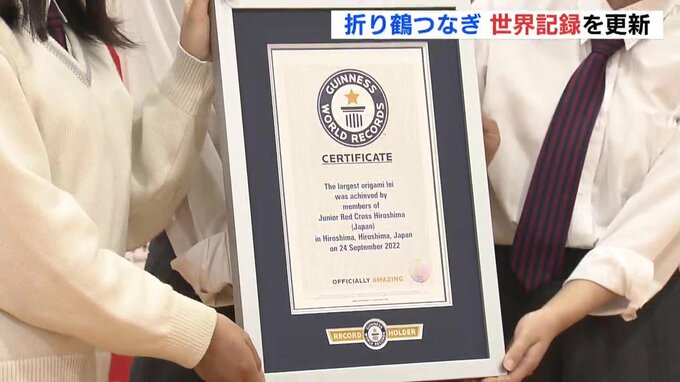 折り鶴つなぎ 世界記録を更新
GUINNESS
WORLD RECORDS
CERTIFICATE
The largest origami lei
was achieved by
members of
Junior Red Cross Hiroshima
(Japan)
in Hiroshima, Hiroshima, Japan
on 24 September 2022
OFFICIALLY AMAZING
RECORD HOLDER